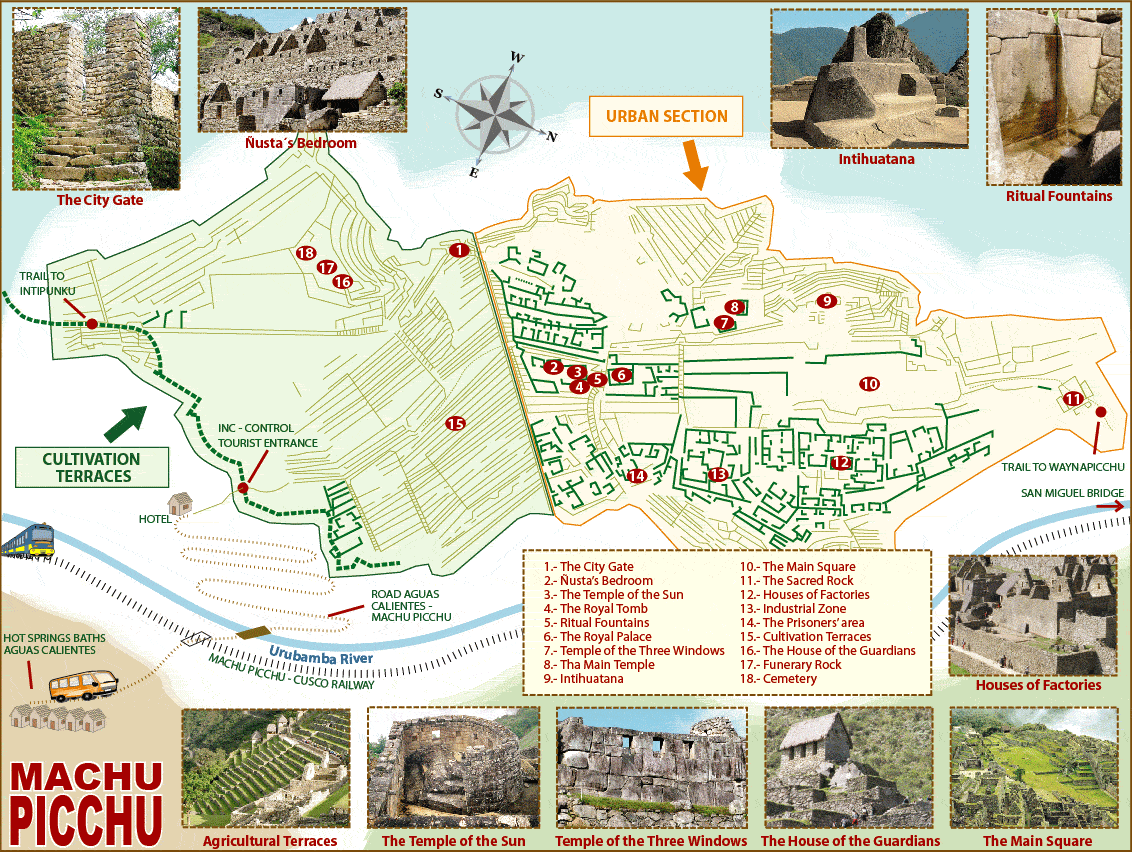 The City Gate
Ñusta´s Bedroom
W
S
N
E
URBAN SECTION
Intihuatana
Ritual Fountains
TRAIL TO
INTIPUNKU
18
17
16
1
8
7
9
2
3
4
5
6
10
11
15
14
13
12
CULTIVATION
TERRACES
INC - CONTROL
TOURIST ENTRANCE
HOTEL
TRAIL TO WAYNAPICCHU
SAN MIGUEL BRIDGE
ROAD AGUAS
CALIENTES -
MACHU PICCHU
HOT SPRINGS BATHS
AGUAS CALIENTES
Urubamba River
MACHU PICCHU - CUSCO RAILWAY
1.- The City Gate
2.- Ñusta’s Bedroom
3.- The Temple of the Sun
4.- The Royal Tomb
5.- Ritual Fountains
6.- The Royal Palace
7.- Temple of the Three Windows
8.- Tha Main Temple
9.- Intihuatana
10.- The Main Square
11.- The Sacred Rock
12.- Houses of Factories
13.- Industrial Zone
14.- The Prisoners’ area
15.- Cultivation Terraces
16.- The House of the Guardians
17.- Funerary Rock
18.- Cemetery
Houses of Factories
MACHU
PICCHU
Agricultural Terraces
The Temple of the Sun
Temple of the Three Windows
The House of the Guardians
The Main Square